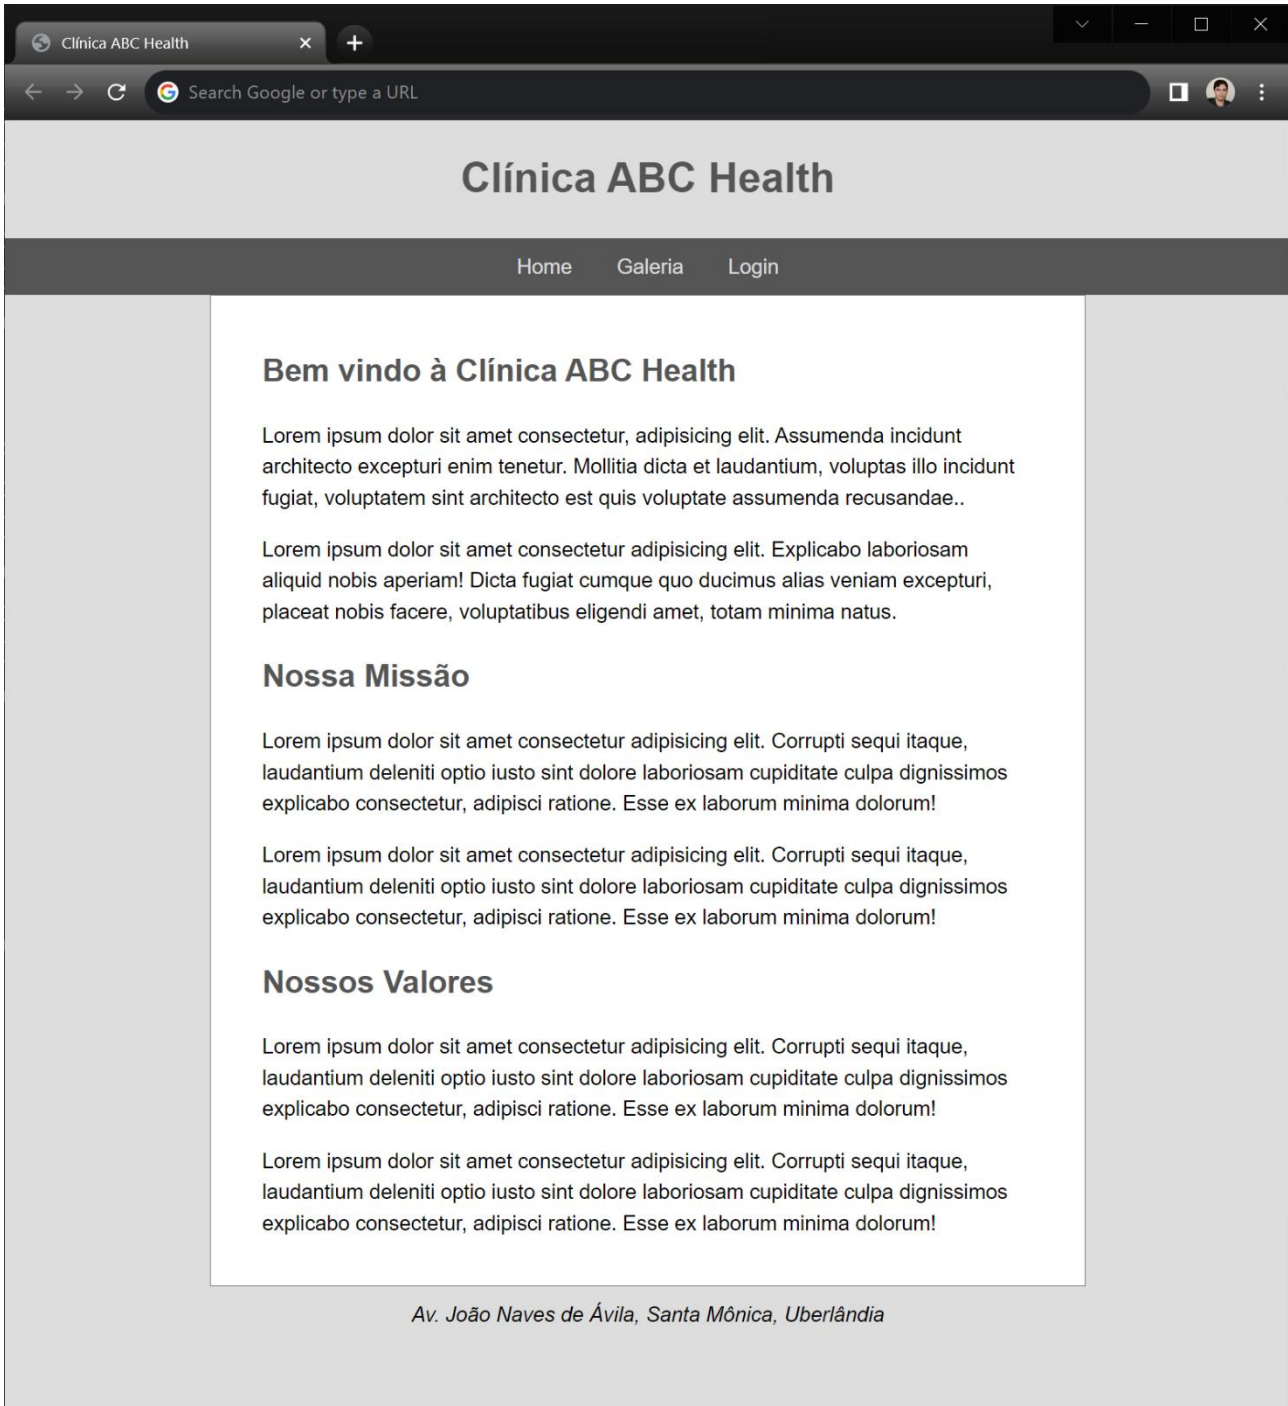 Clínica ABC Health
Search Google or type a URL
Clínica ABC Health
Home Galeria Login
Bem vindo à Clínica ABC Health
Lorem ipsum dolor sit amet consectetur, adipisicing elit. Assumenda incidunt
architecto excepturi enim tenetur. Mollitia dicta et laudantium, voluptas illo incidunt
fugiat, voluptatem sint architecto est quis voluptate assumenda recusandae..
Lorem ipsum dolor sit amet consectetur adipisicing elit. Explicabo laboriosam
aliquid nobis aperiam! Dicta fugiat cumque quo ducimus alias veniam excepturi,
placeat nobis facere, voluptatibus eligendi amet, totam minima natus.
Nossa Missão
Lorem ipsum dolor sit amet consectetur adipisicing elit. Corrupti sequi itaque,
laudantium deleniti optio iusto sint dolore laboriosam cupiditate culpa dignissimos
explicabo consectetur, adipisci ratione. Esse ex laborum minima dolorum!
Lorem ipsum dolor sit amet consectetur adipisicing elit. Corrupti sequi itaque,
laudantium deleniti optio iusto sint dolore laboriosam cupiditate culpa dignissimos
explicabo consectetur, adipisci ratione. Esse ex laborum minima dolorum!
Nossos Valores
Lorem ipsum dolor sit amet consectetur adipisicing elit. Corrupti sequi itaque,
laudantium deleniti optio iusto sint dolore laboriosam cupiditate culpa dignissimos
explicabo consectetur, adipisci ratione. Esse ex laborum minima dolorum!
Lorem ipsum dolor sit amet consectetur adipisicing elit. Corrupti sequi itaque,
laudantium deleniti optio iusto sint dolore laboriosam cupiditate culpa dignissimos
explicabo consectetur, adipisci ratione. Esse ex laborum minima dolorum!
Av. João Naves de Ávila, Santa Mônica, Uberlândia